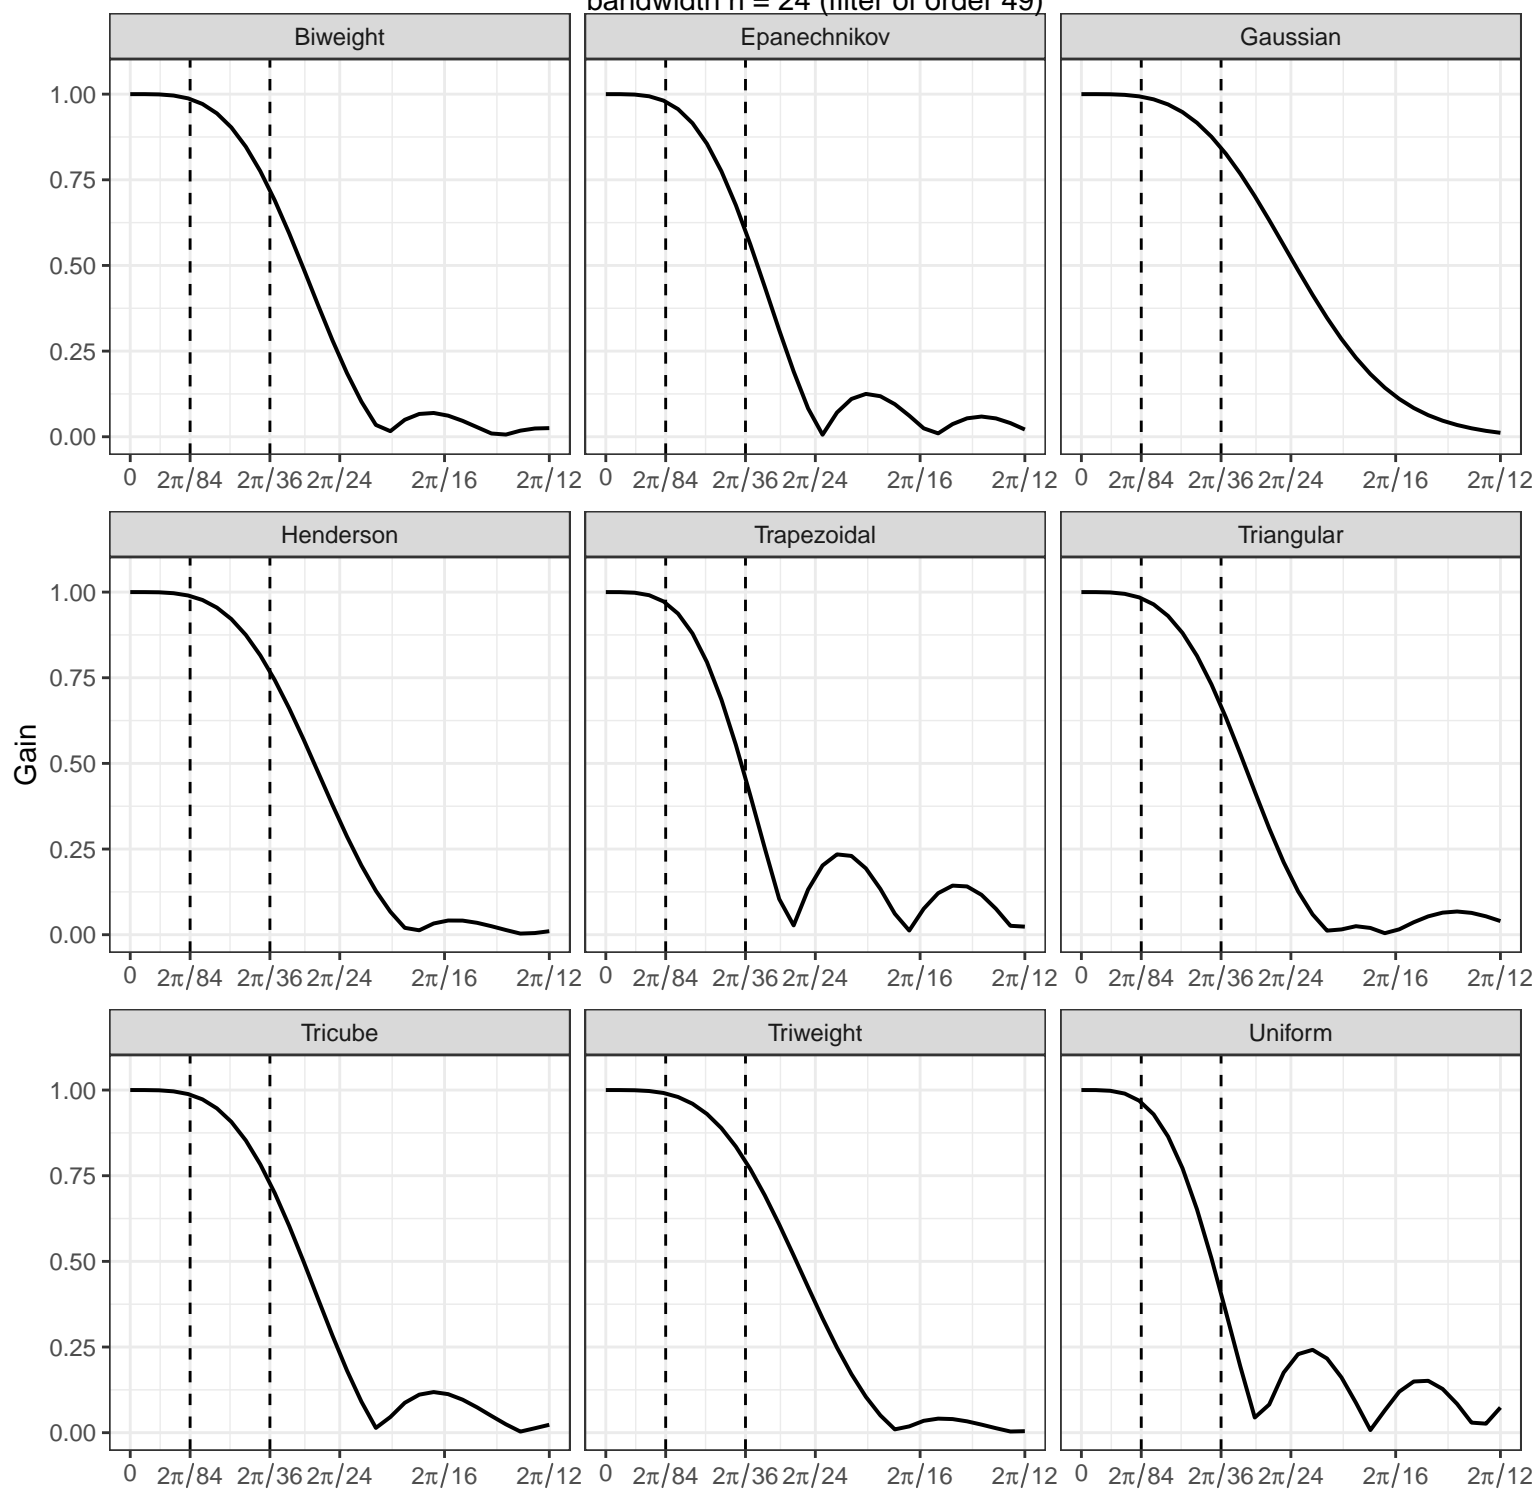 bandwidth h = 24 (filter of order 49)
Biweight Epanechnikov Gaussian
1.00
0.75
0.50
0.25
0.00
0 2π/84 2π/36 2π/24 2π/16 2π/12 0 2π/84 2π/36 2π/24 2π/16 2π/12 0 2π/84 2π/36 2π/24 2π/16 2π/12
Henderson Trapezoidal Triangular
1.00
0.75
Gain
0.50
0.25
0.00
0 2π/84 2π/36 2π/24 2π/16 2π/12 0 2π/84 2π/36 2π/24 2π/16 2π/12 0 2π/84 2π/36 2π/24 2π/16 2π/12
Tricube Triweight Uniform
1.00
0.75
0.50
0.25
0.00
0 2π/84 2π/36 2π/24 2π/16 2π/12 0 2π/84 2π/36 2π/24 2π/16 2π/12 0 2π/84 2π/36 2π/24 2π/16 2π/12